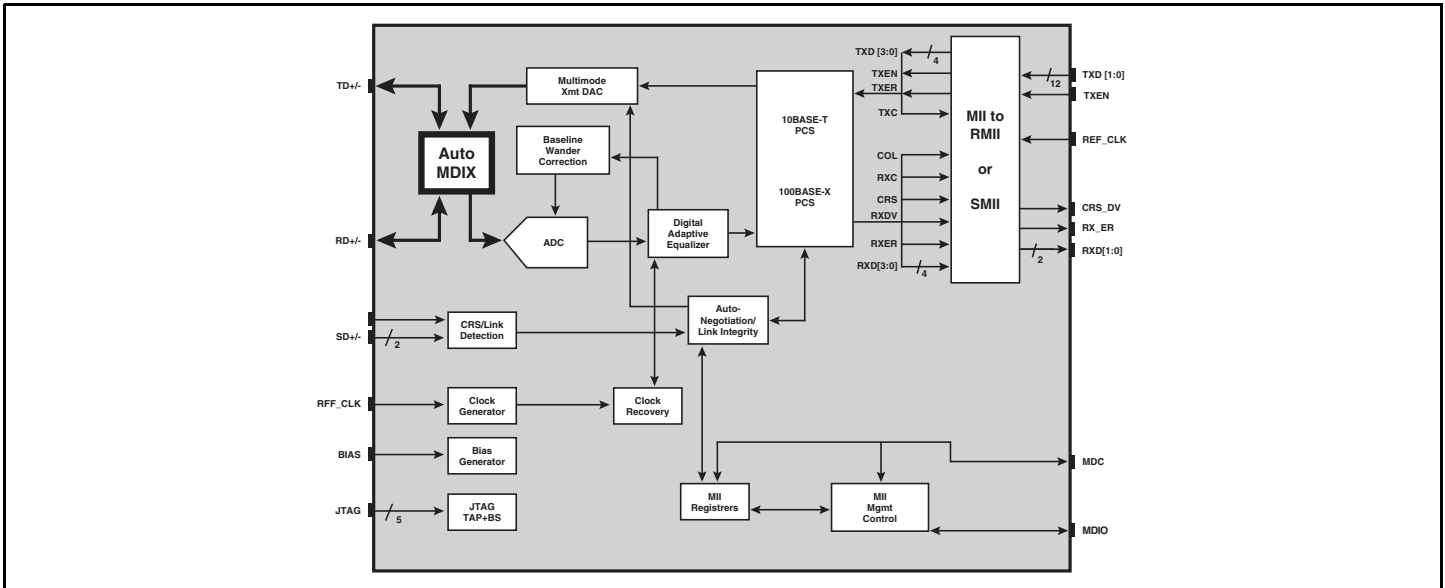 TD+/-
Multimode
Xmt DAC
Auto
MDIX
Baseline
Wander
Correction
RD+/-
ADC
Digital
Adaptive
Equalizer
10BASE-T
PCS
100BASE-X
PCS
TXD [3:0]
4
TXEN
TXER
TXC
COL
RXC
CRS
RXDV
RXER
RXD[3:0]
4
MII to
RMII
or
SMII
TXD [1:0]
12
TXEN
REF_CLK
CRS_DV
RX_ER
RXD[1:0]
2
SD+/-
2
CRS/Link
Detection
Auto-
Negotiation/
Link Integrity
RFF_CLK
Clock
Generator
Clock
Recovery
BIAS
Bias
Generator
JTAG
5
JTAG
TAP+BS
MII
Registrers
MII
Mgmt
Control
MDC
MDIO